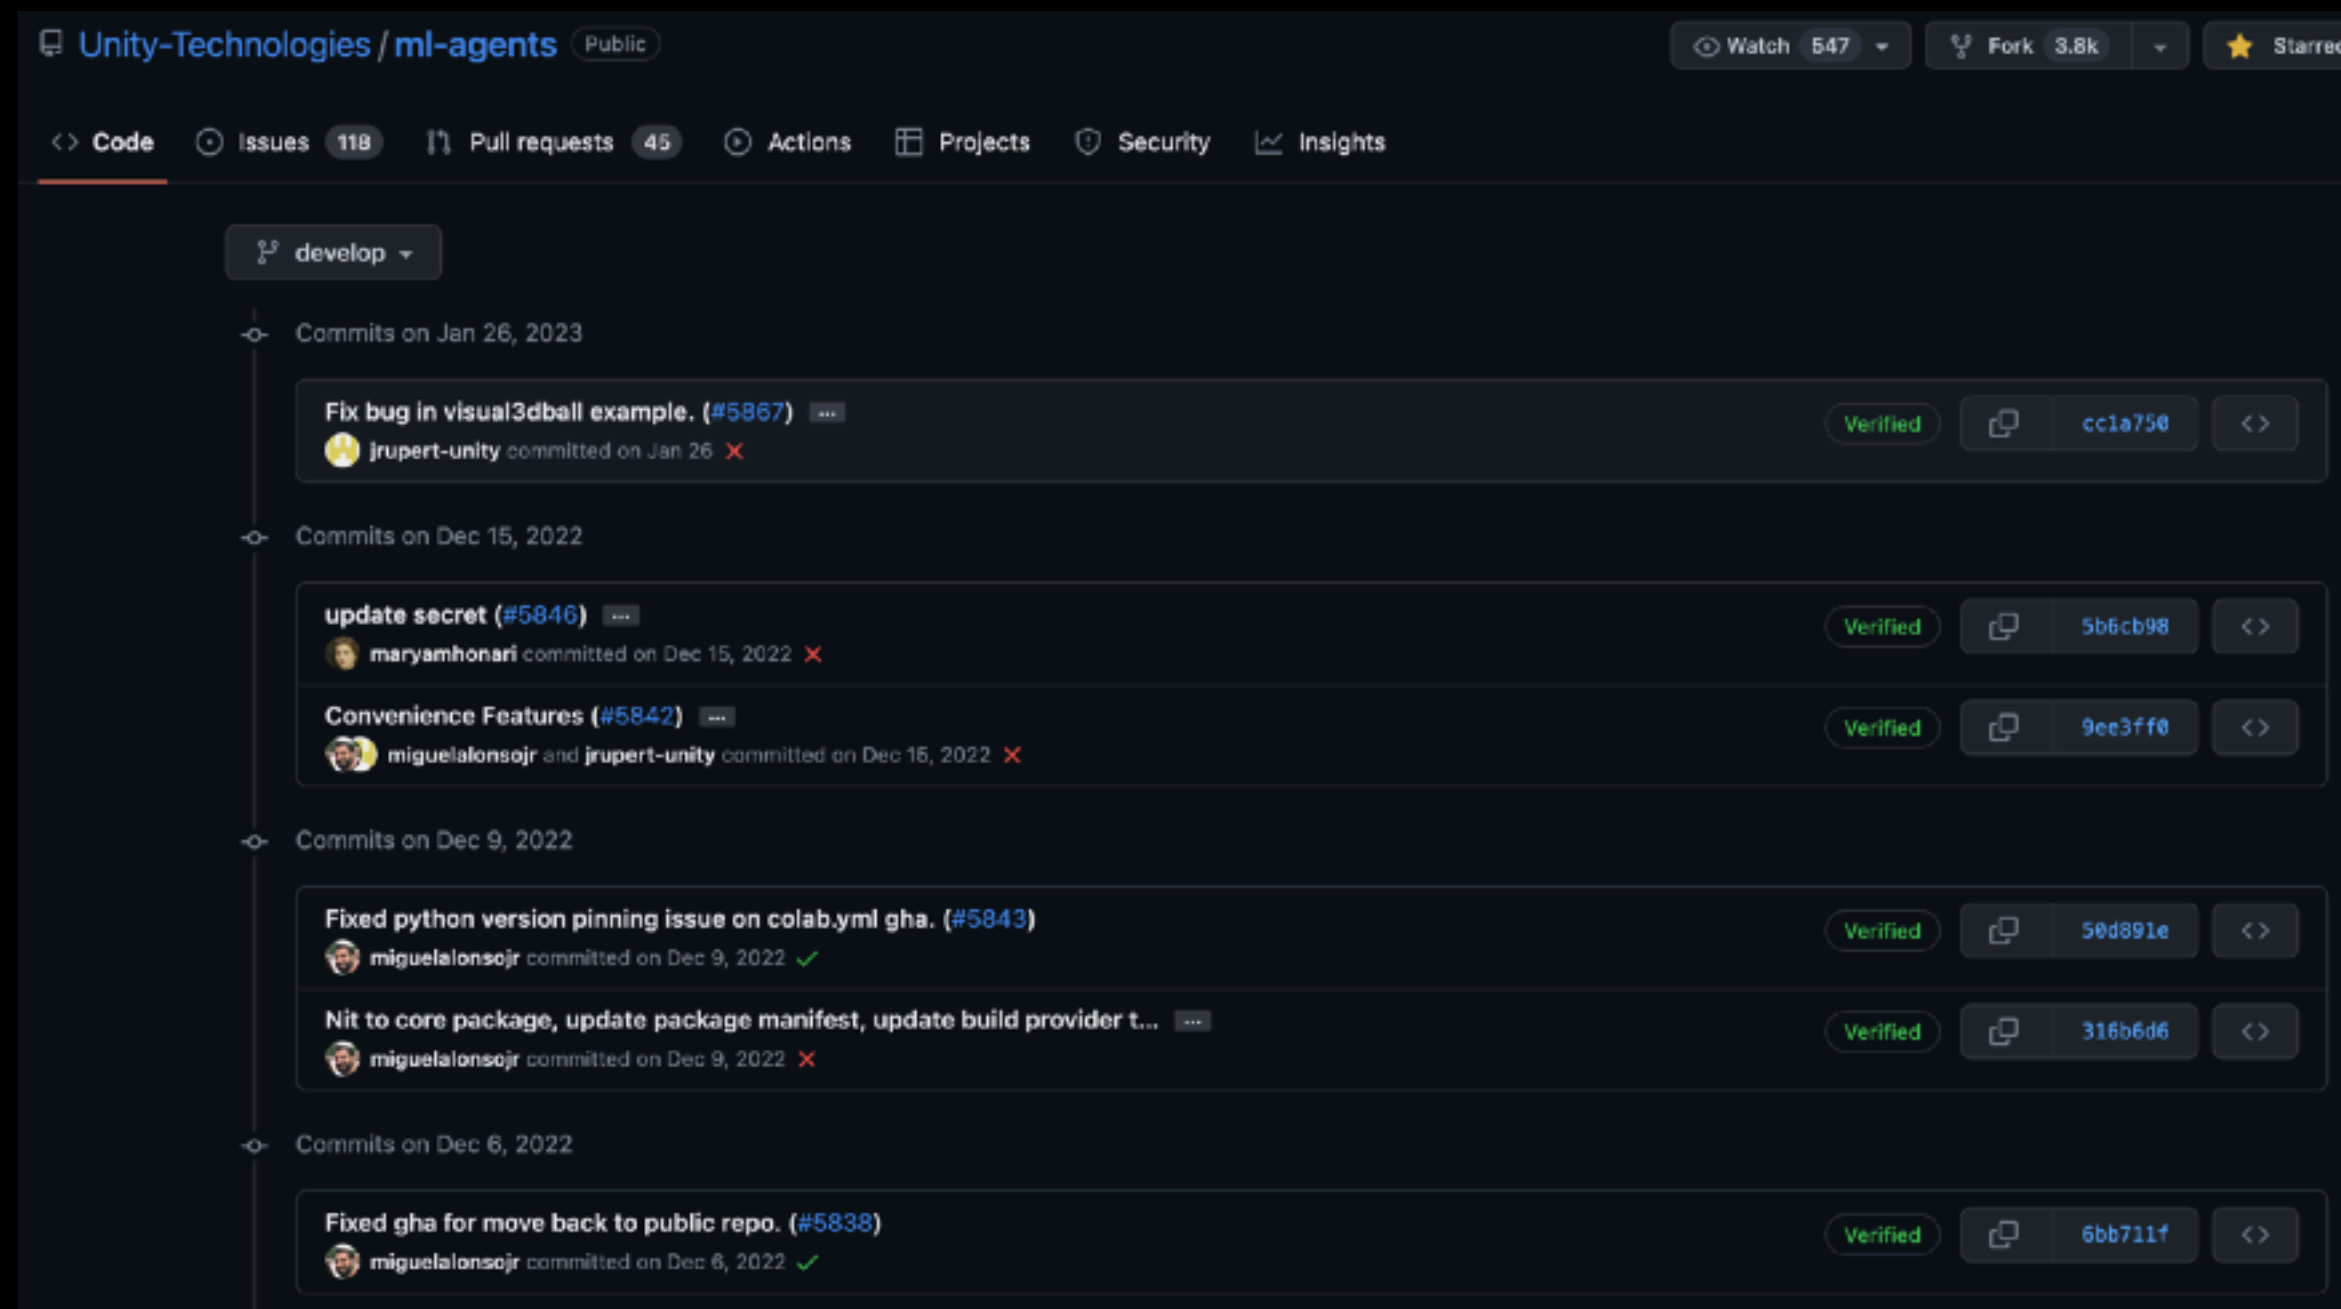 Unity-Technologies / ml-agents Public
Watch 547
Fork 3.8k
Starred
Code
Issues 118
Pull requests 45
Actions
Projects
Security
Insights
develop
Commits on Jan 26, 2023
Fix bug in visual3dball example. (#5867) ...
jrupert-unity committed on Jan 26
Verified
cc1a750
Commits on Dec 15, 2022
update secret (#5846) ...
maryamhonari committed on Dec 15, 2022
Verified
5b6cb98
Convenience Features (#5842) ...
miguelalonsojr and jrupert-unity committed on Dec 15, 2022
Verified
9ee3ff0
Commits on Dec 9, 2022
Fixed python version pinning issue on colab.yml gha. (#5843)
miguelalonsojr committed on Dec 9, 2022
Verified
50d891e
Nit to core package, update package manifest, update build provider t... ...
miguelalonsojr committed on Dec 9, 2022
Verified
316b6d6
Commits on Dec 6, 2022
Fixed gha for move back to public repo. (#5838)
miguelalonsojr committed on Dec 6, 2022
Verified
6bb711f